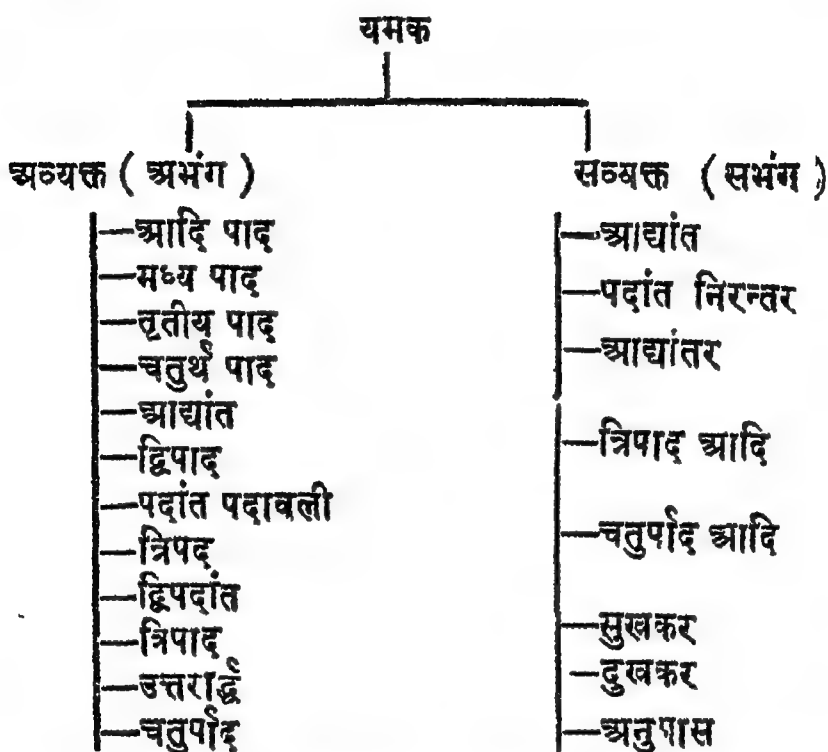 यमक
अव्यक्त ( अभंग )
आदि पाद
मध्य पाद
तृतीय पाद
चतुर्थ पाद
आद्यांत
द्विपाद
पदांत पदावली
त्रिपद
द्विपदांत
त्रिपाद
उत्तरार्द्ध
चतुर्पाद
सव्यक्त ( सभंग )
आद्यांत
पदांत निरन्तर
आद्यांतर
त्रिपाद आदि
चतुर्पाद आदि
सुखकर
दुखकर
अनुपास